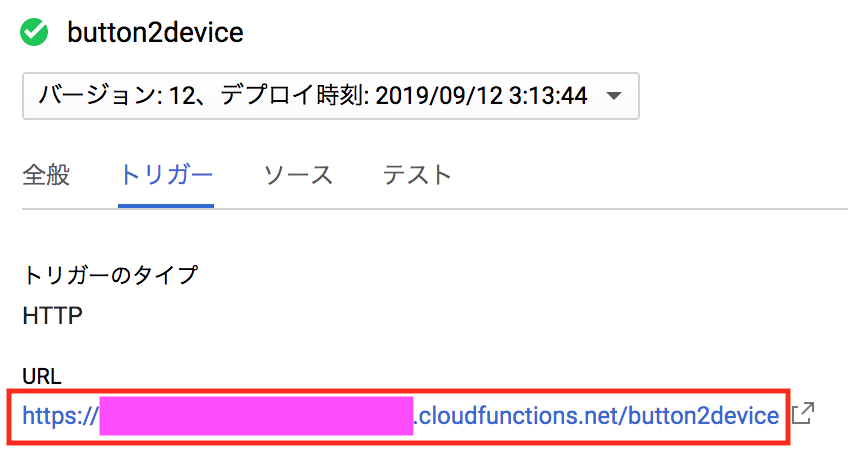 button2device
バージョン: 12、デプロイ時刻: 2019/09/12 3:13:44
全般 トリガー ソース テスト
トリガーのタイプ
HTTP
URL
https:// .cloudfunctions.net/button2device